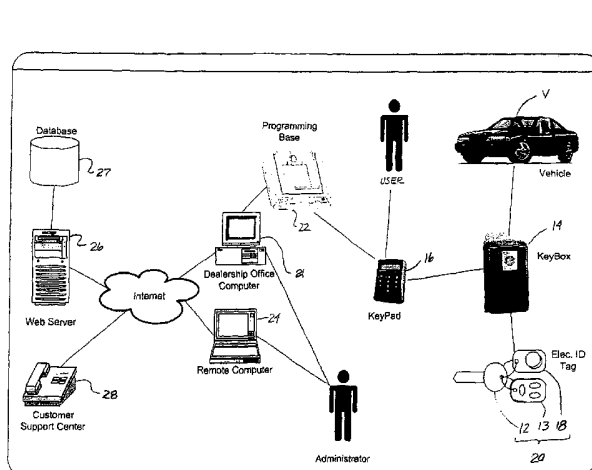 Database
27
26
Web Server
Internet
28
Customer
Support Center
Programming
Base
22
Dealership Office
Computer
21
24
Remote Computer
Administrator
USER
16
KeyPad
V
Vehicle
14
KeyBox
Elec. ID
Tag
12 13 18
20